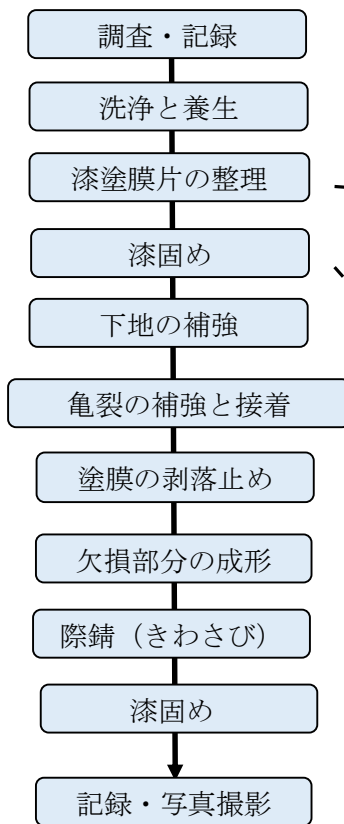 調査・記録
洗浄と養生
漆塗膜片の整理
漆固め
下地の補強
亀裂の補強と接着
塗膜の剥落止め
欠損部分の成形
際錆（きわさび）
漆固め
記録・写真撮影